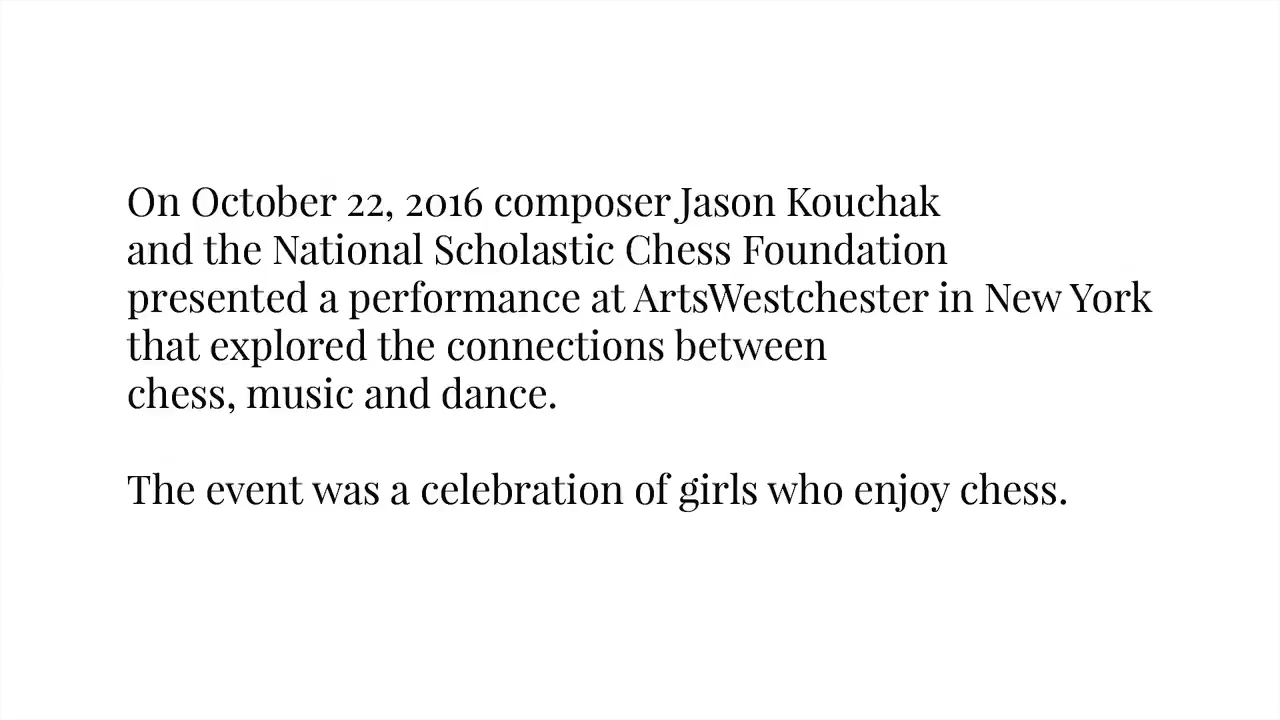 On October 22, 2016 composer Jason Kouchak
and the National Scholastic Chess Foundation
presented a performance at ArtsWestchester in New York
that explored the connections between
chess, music and dance.
The event was a celebration of girls who enjoy chess.